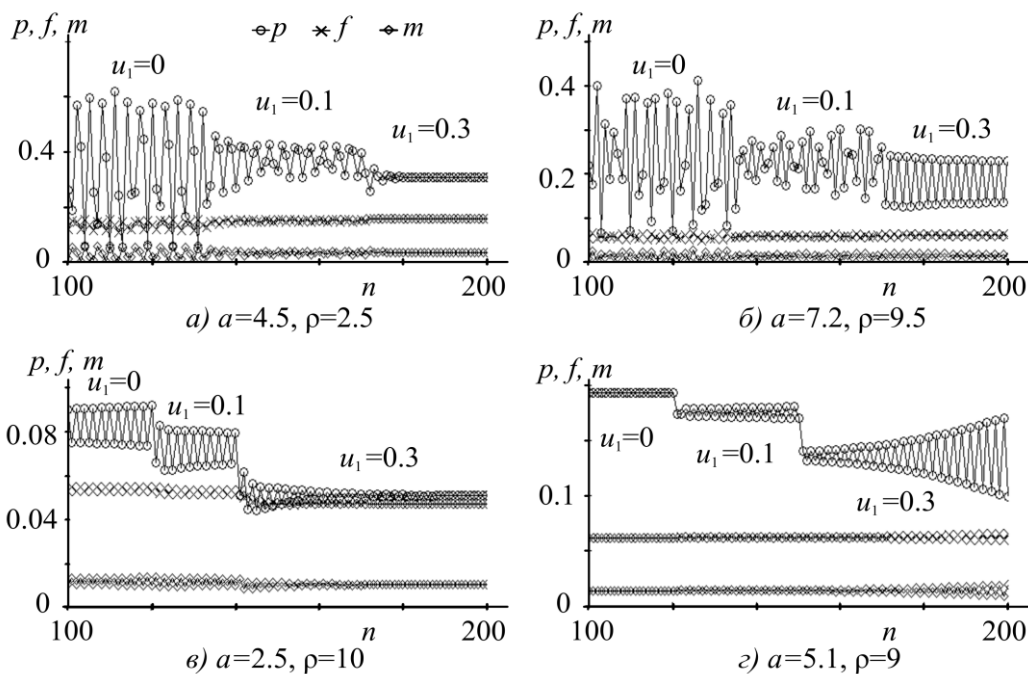 p, f, m
p f m
u₁=0
u₁=0.1
u₁=0.3
0.4
0
100 n 200
а) a=4.5, ρ=2.5
p, f, m
0.4
u₁=0
u₁=0.1
u₁=0.3
0.2
0
100 n 200
б) a=7.2, ρ=9.5
p, f, m
u₁=0
u₁=0.1
0.08
u₁=0.3
0.04
0
100 n 200
в) a=2.5, ρ=10
p, f, m
u₁=0
u₁=0.1
0.1
u₁=0.3
0
100 n 200
г) a=5.1, ρ=9